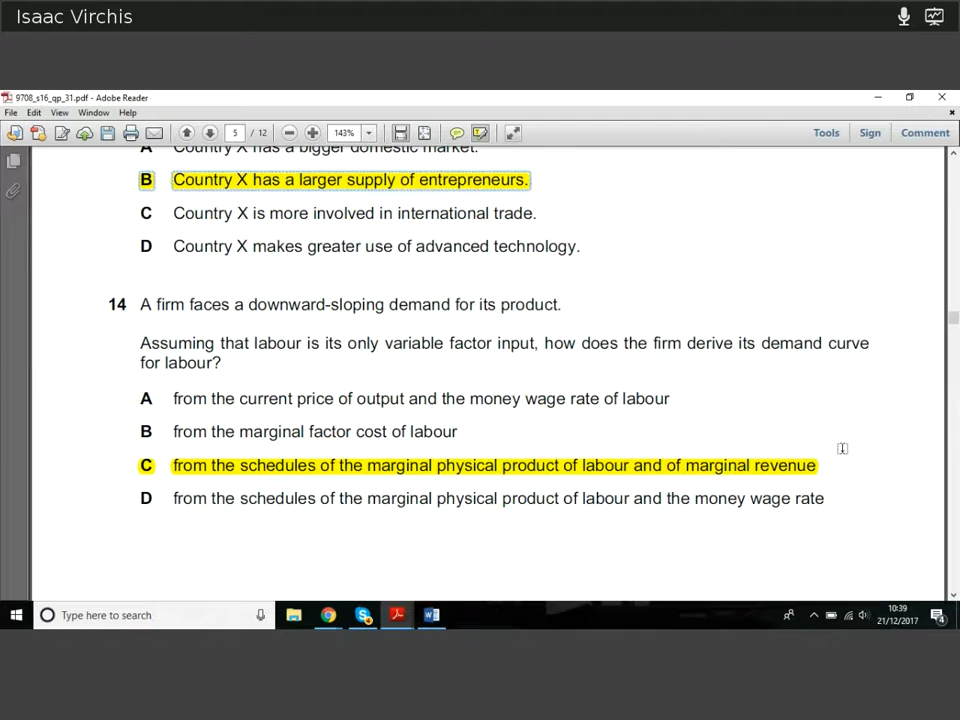 Isaac Virchis
9708_s16_qp_31.pdf - Adobe Reader
File Edit View Window Help
5 / 12 143% Tools Sign Comment
A Country X has a bigger domestic market.
B Country X has a larger supply of entrepreneurs.
C Country X is more involved in international trade.
D Country X makes greater use of advanced technology.
14 A firm faces a downward-sloping demand for its product.
Assuming that labour is its only variable factor input, how does the firm derive its demand curve
for labour?
A from the current price of output and the money wage rate of labour
B from the marginal factor cost of labour
C from the schedules of the marginal physical product of labour and of marginal revenue
D from the schedules of the marginal physical product of labour and the money wage rate
Type here to search
10:39
21/12/2017
4